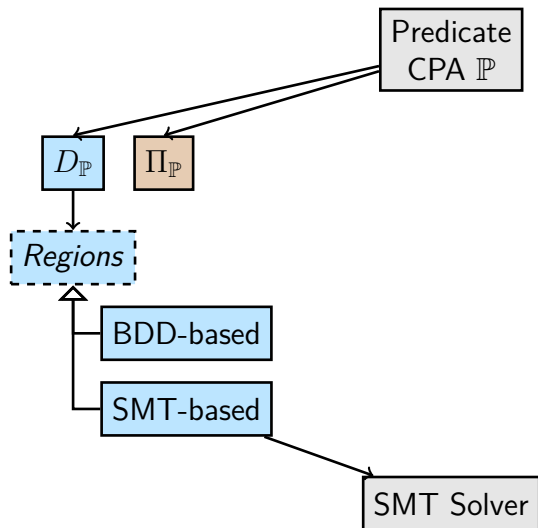 Predicate
CPA ℙ
D_ℙ
Π_ℙ
Regions
BDD-based
SMT-based
SMT Solver